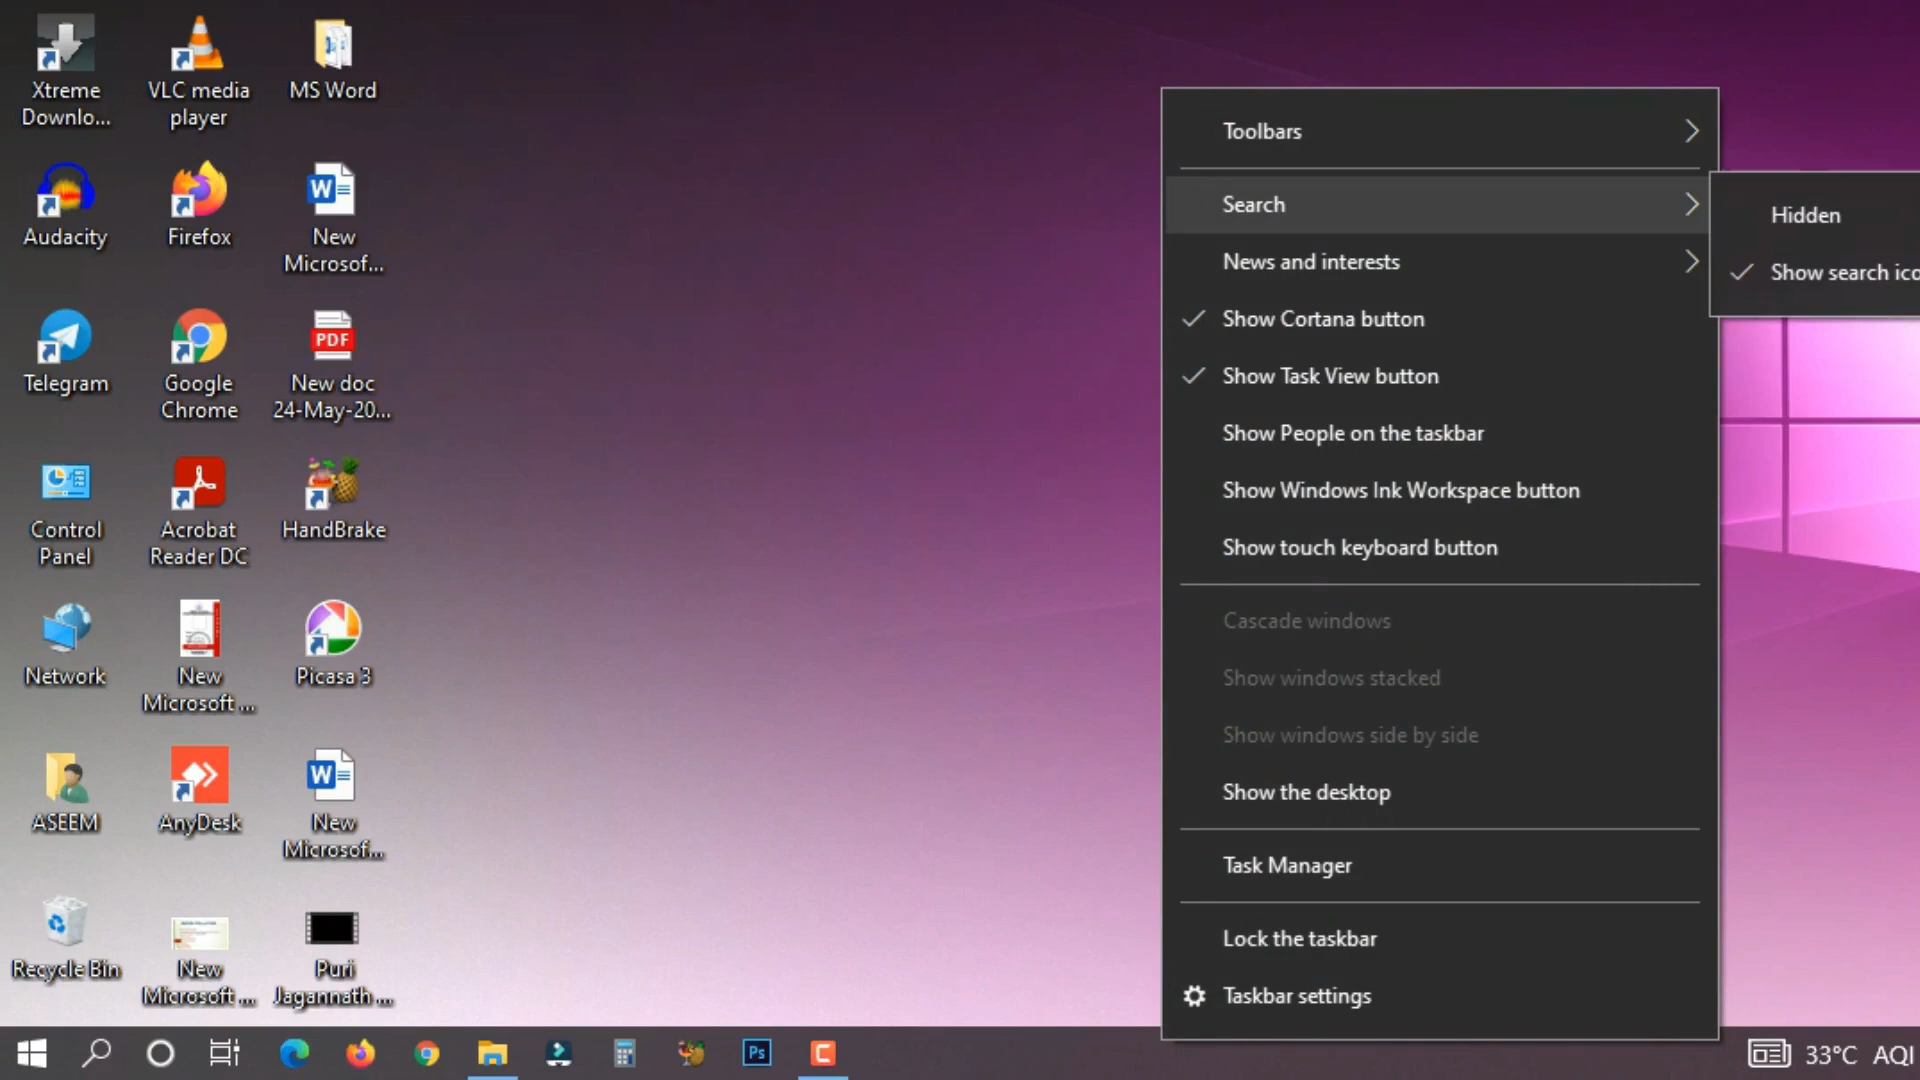 Xtreme
Downlo...
VLC media
player
MS Word
Audacity
Firefox
New
Microsof...
Telegram
Google
Chrome
PDF
New doc
24-May-20...
Control
Panel
Acrobat
Reader DC
HandBrake
Network
New
Microsoft ...
Picasa 3
ASEEM
AnyDesk
New
Microsof...
Recycle Bin
New
Microsoft ...
Puri
Jagannath ...
Toolbars
Search
News and interests
Show Cortana button
Show Task View button
Show People on the taskbar
Show Windows Ink Workspace button
Show touch keyboard button
Cascade windows
Show windows stacked
Show windows side by side
Show the desktop
Task Manager
Lock the taskbar
Taskbar settings
Hidden
Show search ico
Ps
33°C AQI